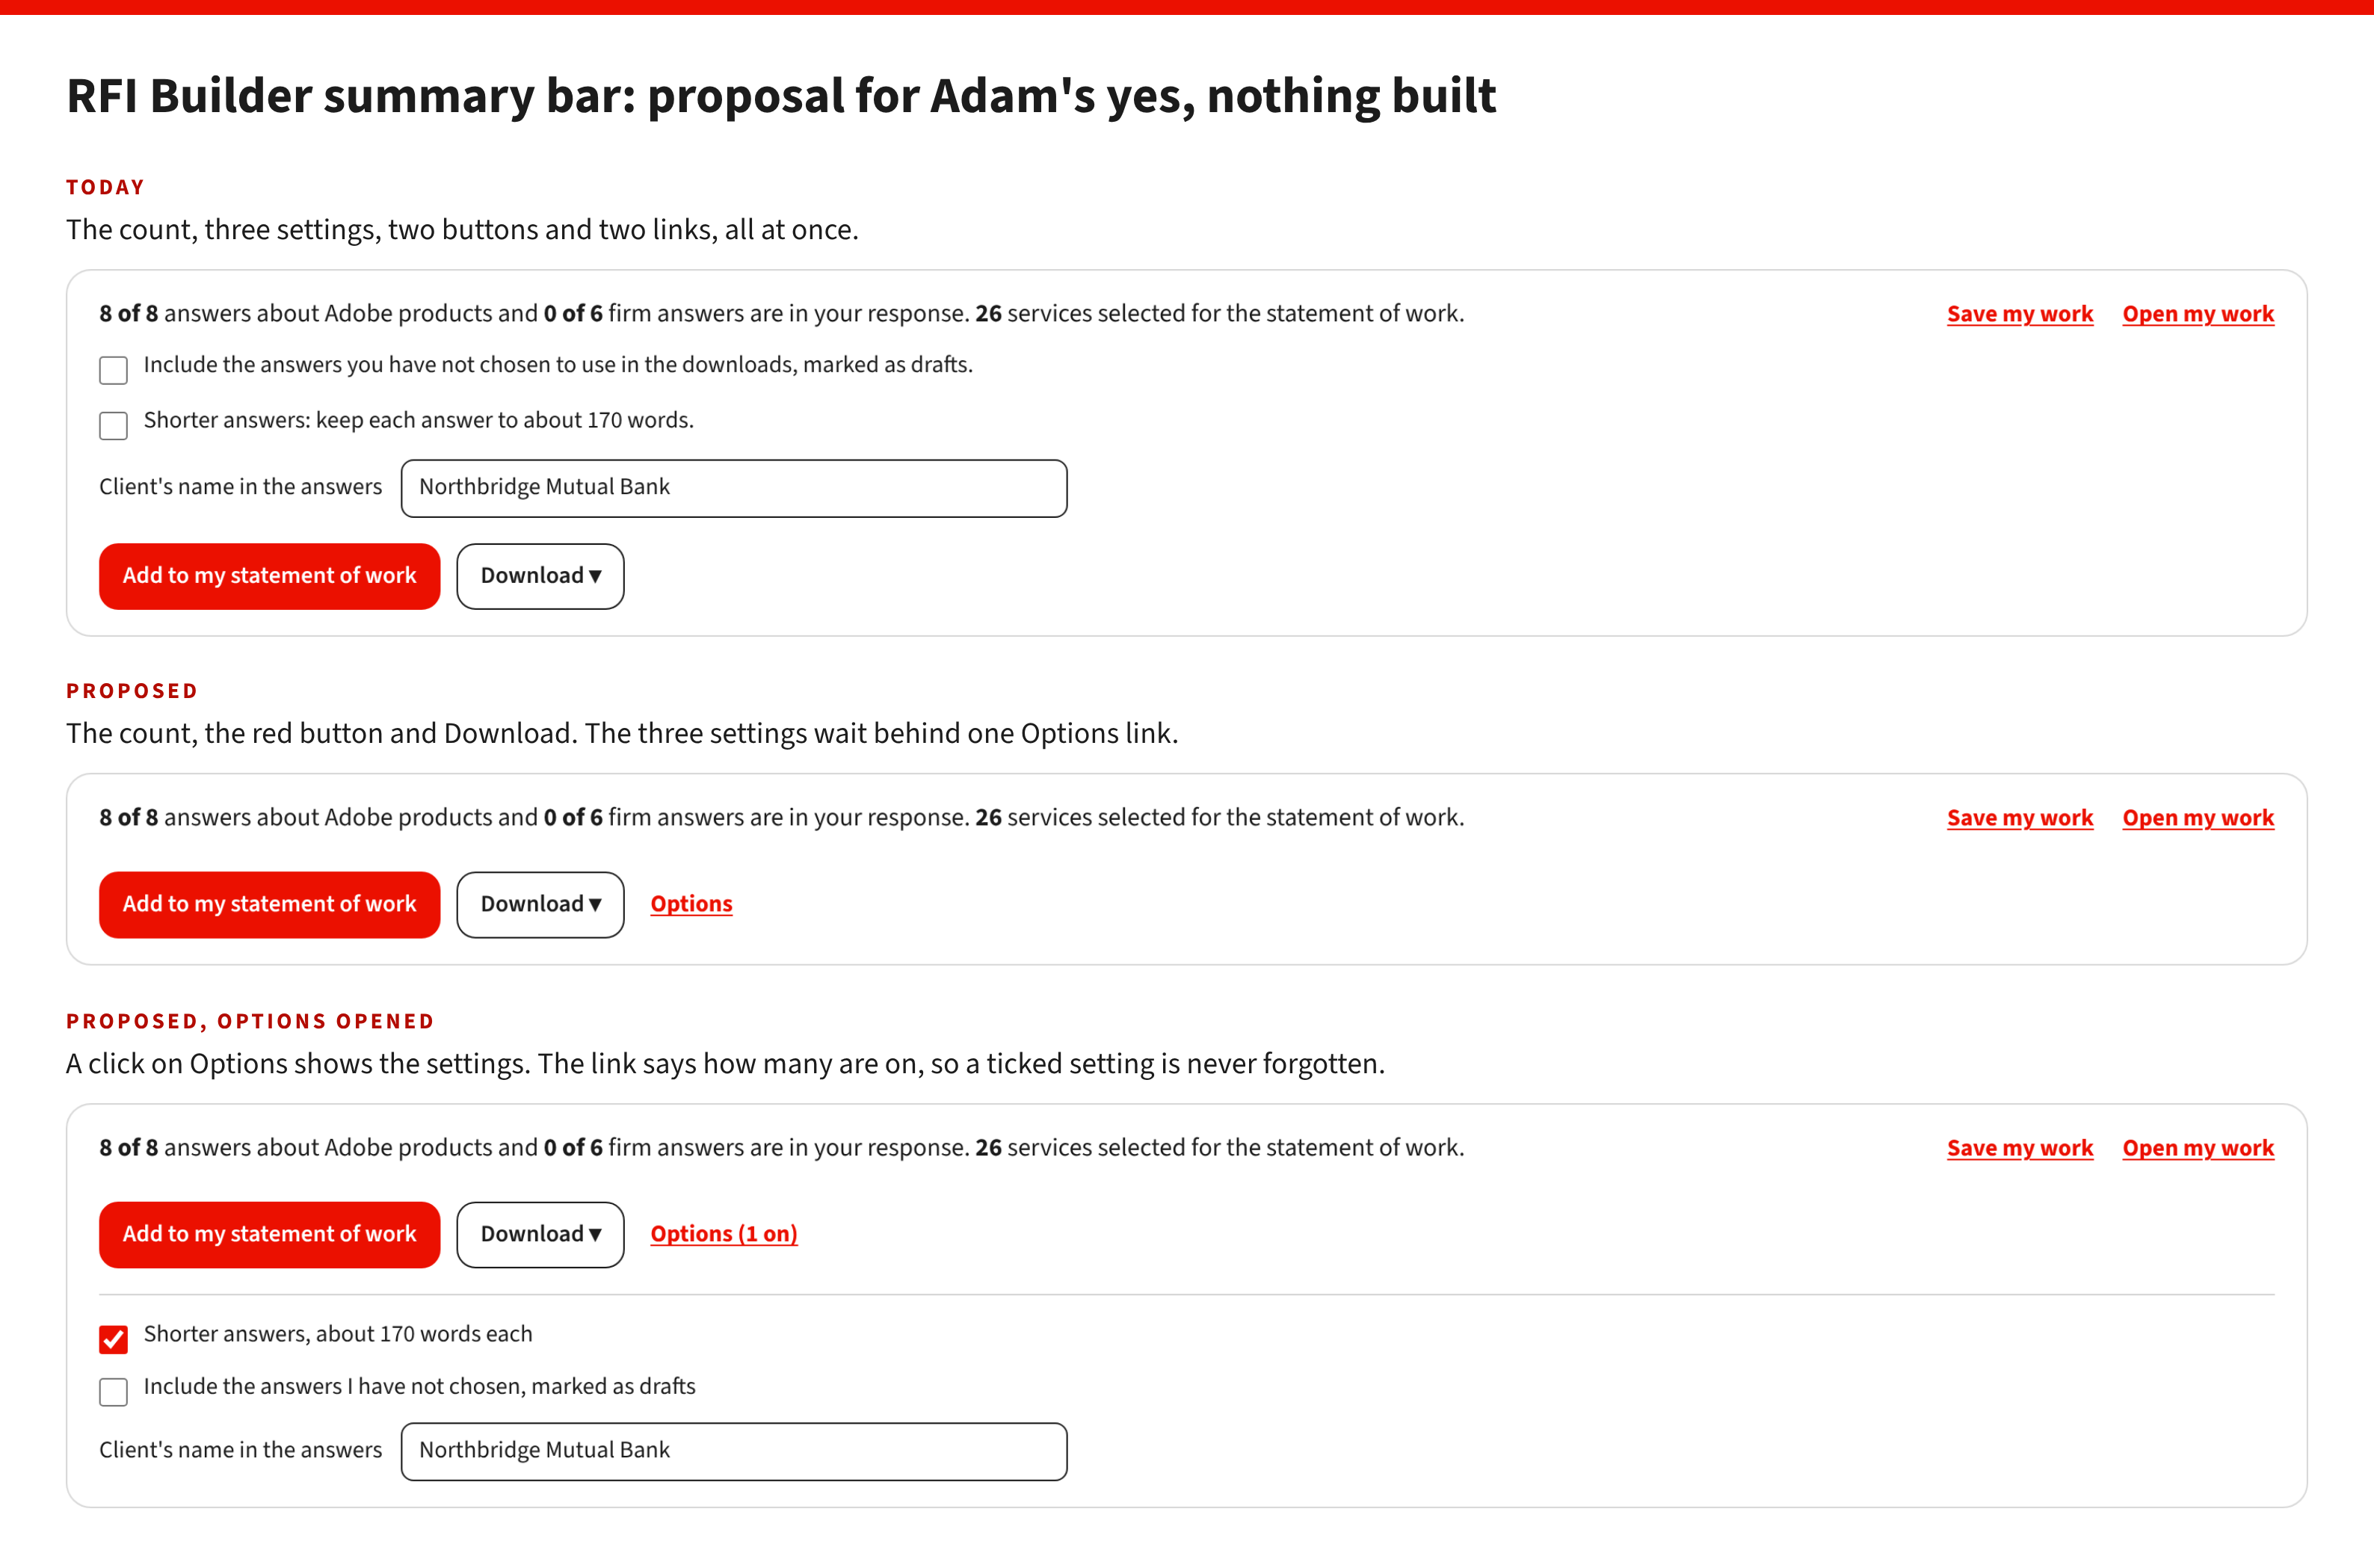 RFI Builder summary bar: proposal for Adam's yes, nothing built
TODAY
The count, three settings, two buttons and two links, all at once.
8 of 8 answers about Adobe products and 0 of 6 firm answers are in your response. 26 services selected for the statement of work.
Save my work Open my work
Include the answers you have not chosen to use in the downloads, marked as drafts.
Shorter answers: keep each answer to about 170 words.
Client's name in the answers Northbridge Mutual Bank
Add to my statement of work Download ▼
PROPOSED
The count, the red button and Download. The three settings wait behind one Options link.
8 of 8 answers about Adobe products and 0 of 6 firm answers are in your response. 26 services selected for the statement of work.
Save my work Open my work
Add to my statement of work Download ▼ Options
PROPOSED, OPTIONS OPENED
A click on Options shows the settings. The link says how many are on, so a ticked setting is never forgotten.
8 of 8 answers about Adobe products and 0 of 6 firm answers are in your response. 26 services selected for the statement of work.
Save my work Open my work
Add to my statement of work Download ▼ Options (1 on)
Shorter answers, about 170 words each
Include the answers I have not chosen, marked as drafts
Client's name in the answers Northbridge Mutual Bank